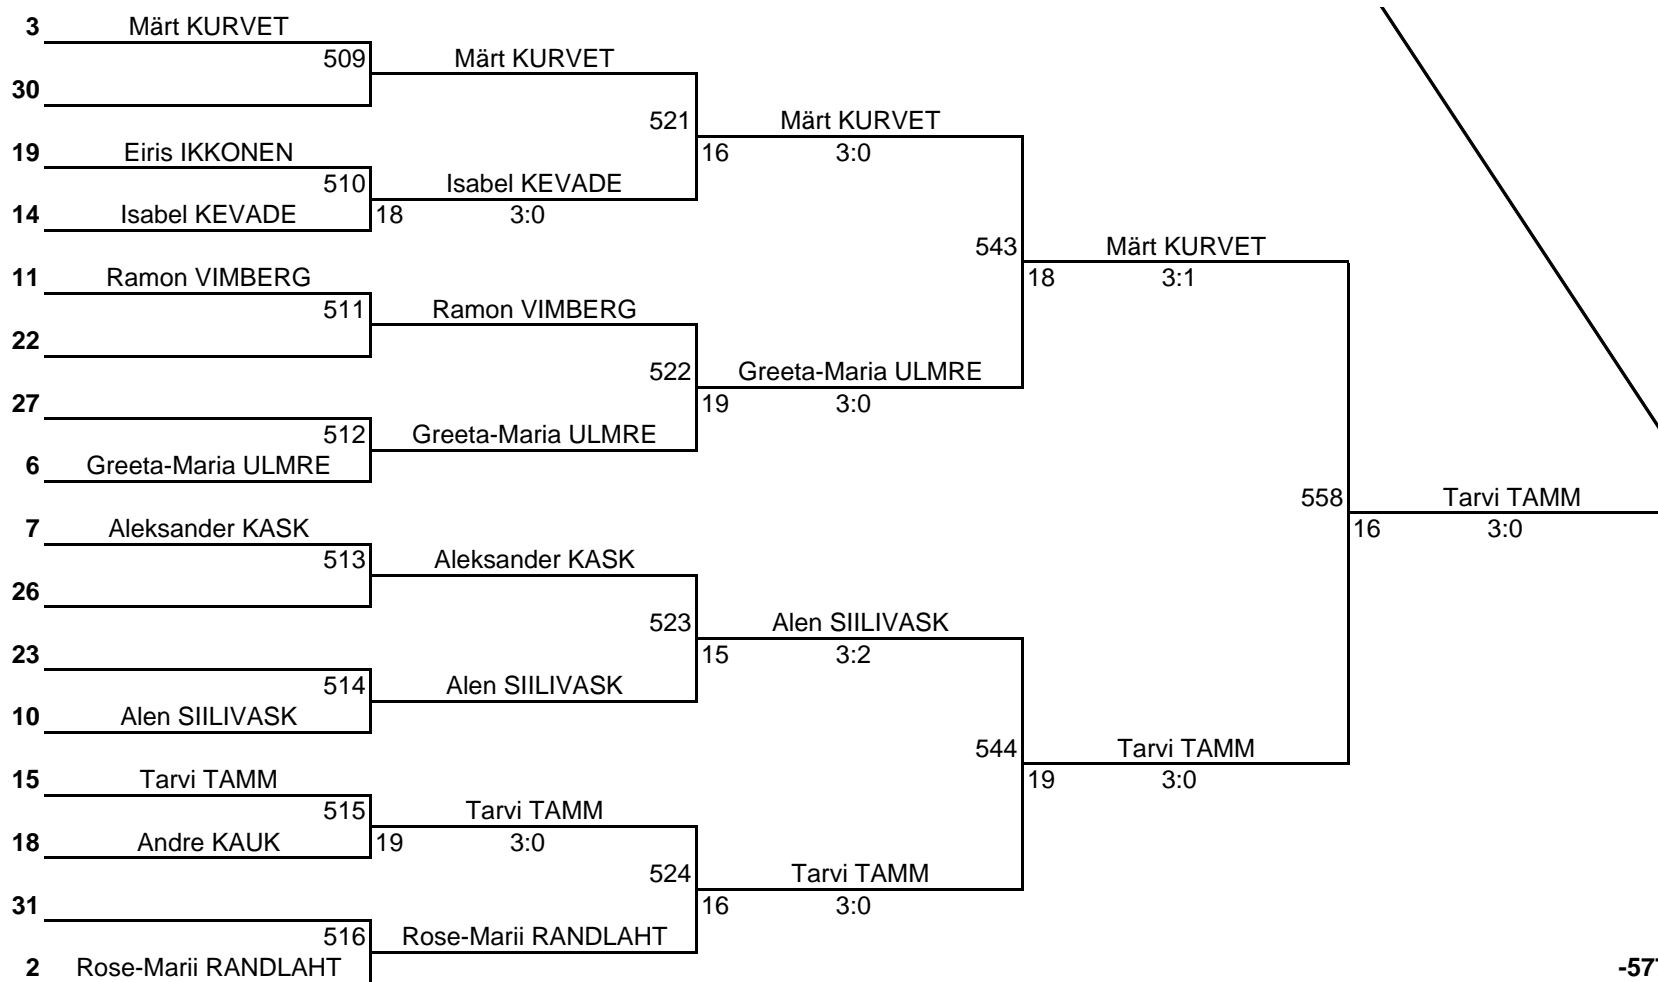 3 Märt KURVET
509 Märt KURVET
30
521 Märt KURVET
19 Eiris IKKONEN
16 3:0
510 Isabel KEVADE
14 Isabel KEVADE
18 3:0
543 Märt KURVET
11 Ramon VIMBERG
18 3:1
511 Ramon VIMBERG
22
522 Greeta-Maria ULMRE
27
19 3:0
512 Greeta-Maria ULMRE
6 Greeta-Maria ULMRE
558 Tarvi TAMM
7 Aleksander KASK
16 3:0
513 Aleksander KASK
26
523 Alen SIILIVASK
23
15 3:2
514 Alen SIILIVASK
10 Alen SIILIVASK
544 Tarvi TAMM
15 Tarvi TAMM
19 3:0
515 Tarvi TAMM
18 Andre KAUK
19 3:0
524 Tarvi TAMM
31
16 3:0
516 Rose-Marii RANDLAHT
2 Rose-Marii RANDLAHT